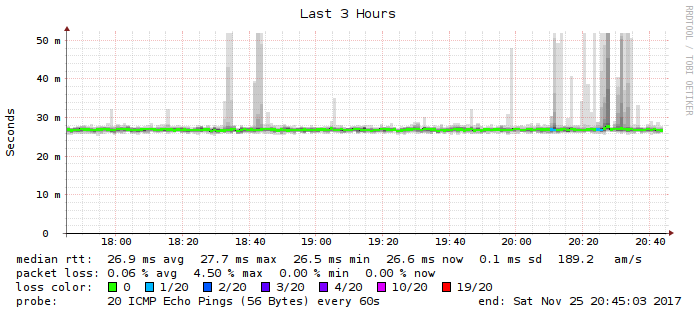 Last 3 Hours
RRDTOOL / TOBI OETIKER
Seconds
50 m
40 m
30 m
20 m
10 m
0
18:00 18:20 18:40 19:00 19:20 19:40 20:00 20:20 20:40
median rtt: 26.9 ms avg 27.7 ms max 26.5 ms min 26.6 ms now 0.1 ms sd 189.2 am/s
packet loss: 0.06 % avg 4.50 % max 0.00 % min 0.00 % now
loss color: 0 1/20 2/20 3/20 4/20 10/20 19/20
probe: 20 ICMP Echo Pings (56 Bytes) every 60s end: Sat Nov 25 20:45:03 2017